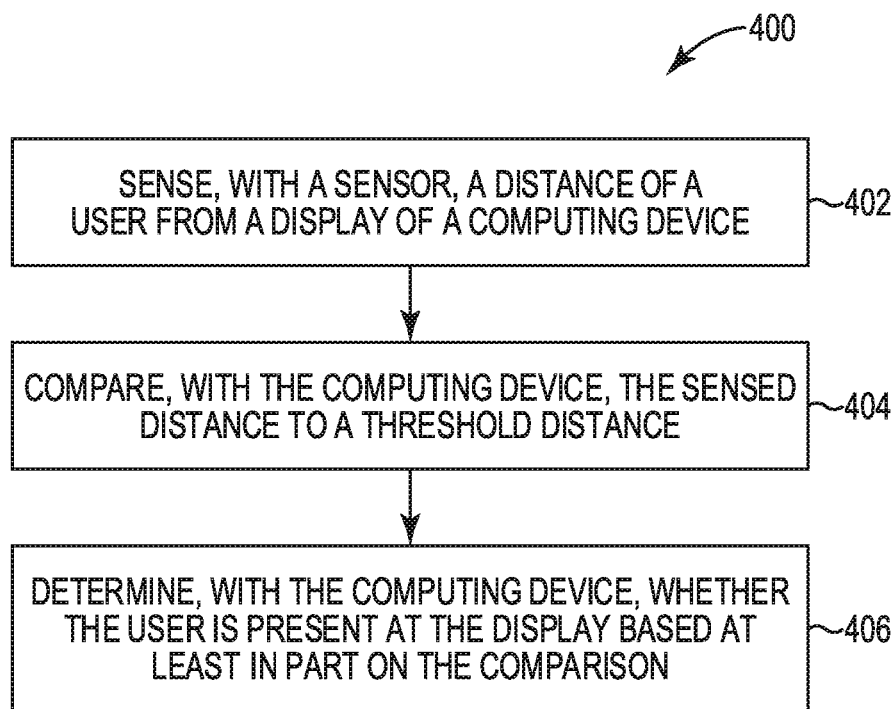 400
SENSE, WITH A SENSOR, A DISTANCE OF A
USER FROM A DISPLAY OF A COMPUTING DEVICE
402
COMPARE, WITH THE COMPUTING DEVICE, THE SENSED
DISTANCE TO A THRESHOLD DISTANCE
404
DETERMINE, WITH THE COMPUTING DEVICE, WHETHER
THE USER IS PRESENT AT THE DISPLAY BASED AT
LEAST IN PART ON THE COMPARISON
406